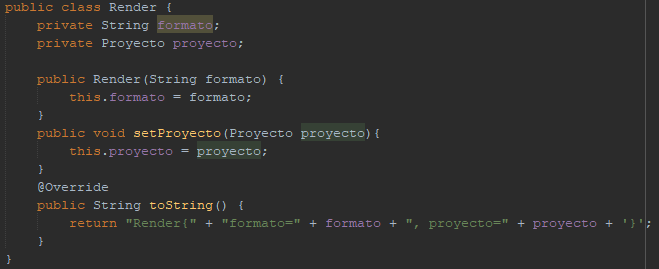 public class Render {
    private String formato;
    private Proyecto proyecto;

    public Render(String formato) {
        this.formato = formato;
    }
    public void setProyecto(Proyecto proyecto){
        this.proyecto = proyecto;
    }
    @Override
    public String toString() {
        return "Render{" + "formato=" + formato + ", proyecto=" + proyecto + '}';
    }
}